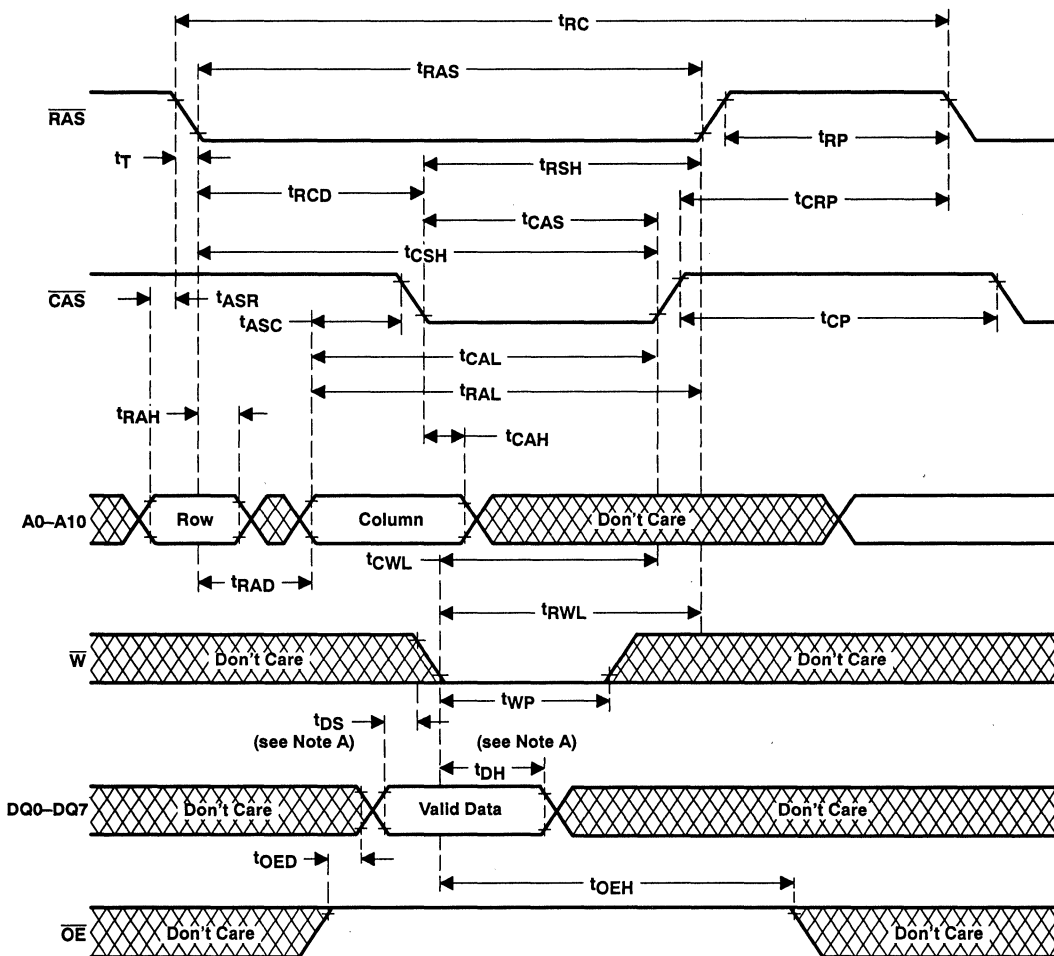 tRC
tRAS
RAS
tRP
tT
tRSH
tRCD
tCRP
tCAS
tCSH
CAS
tASR
tASC
tCP
tCAL
tRAL
tRAH
tCAH
A0–A10
Row
Column
Don't Care
tCWL
tRAD
tRWL
W
Don't Care
Don't Care
tWP
tDS
(see Note A)
(see Note A)
tDH
DQ0–DQ7
Don't Care
Valid Data
Don't Care
tOED
tOEH
OE
Don't Care
Don't Care